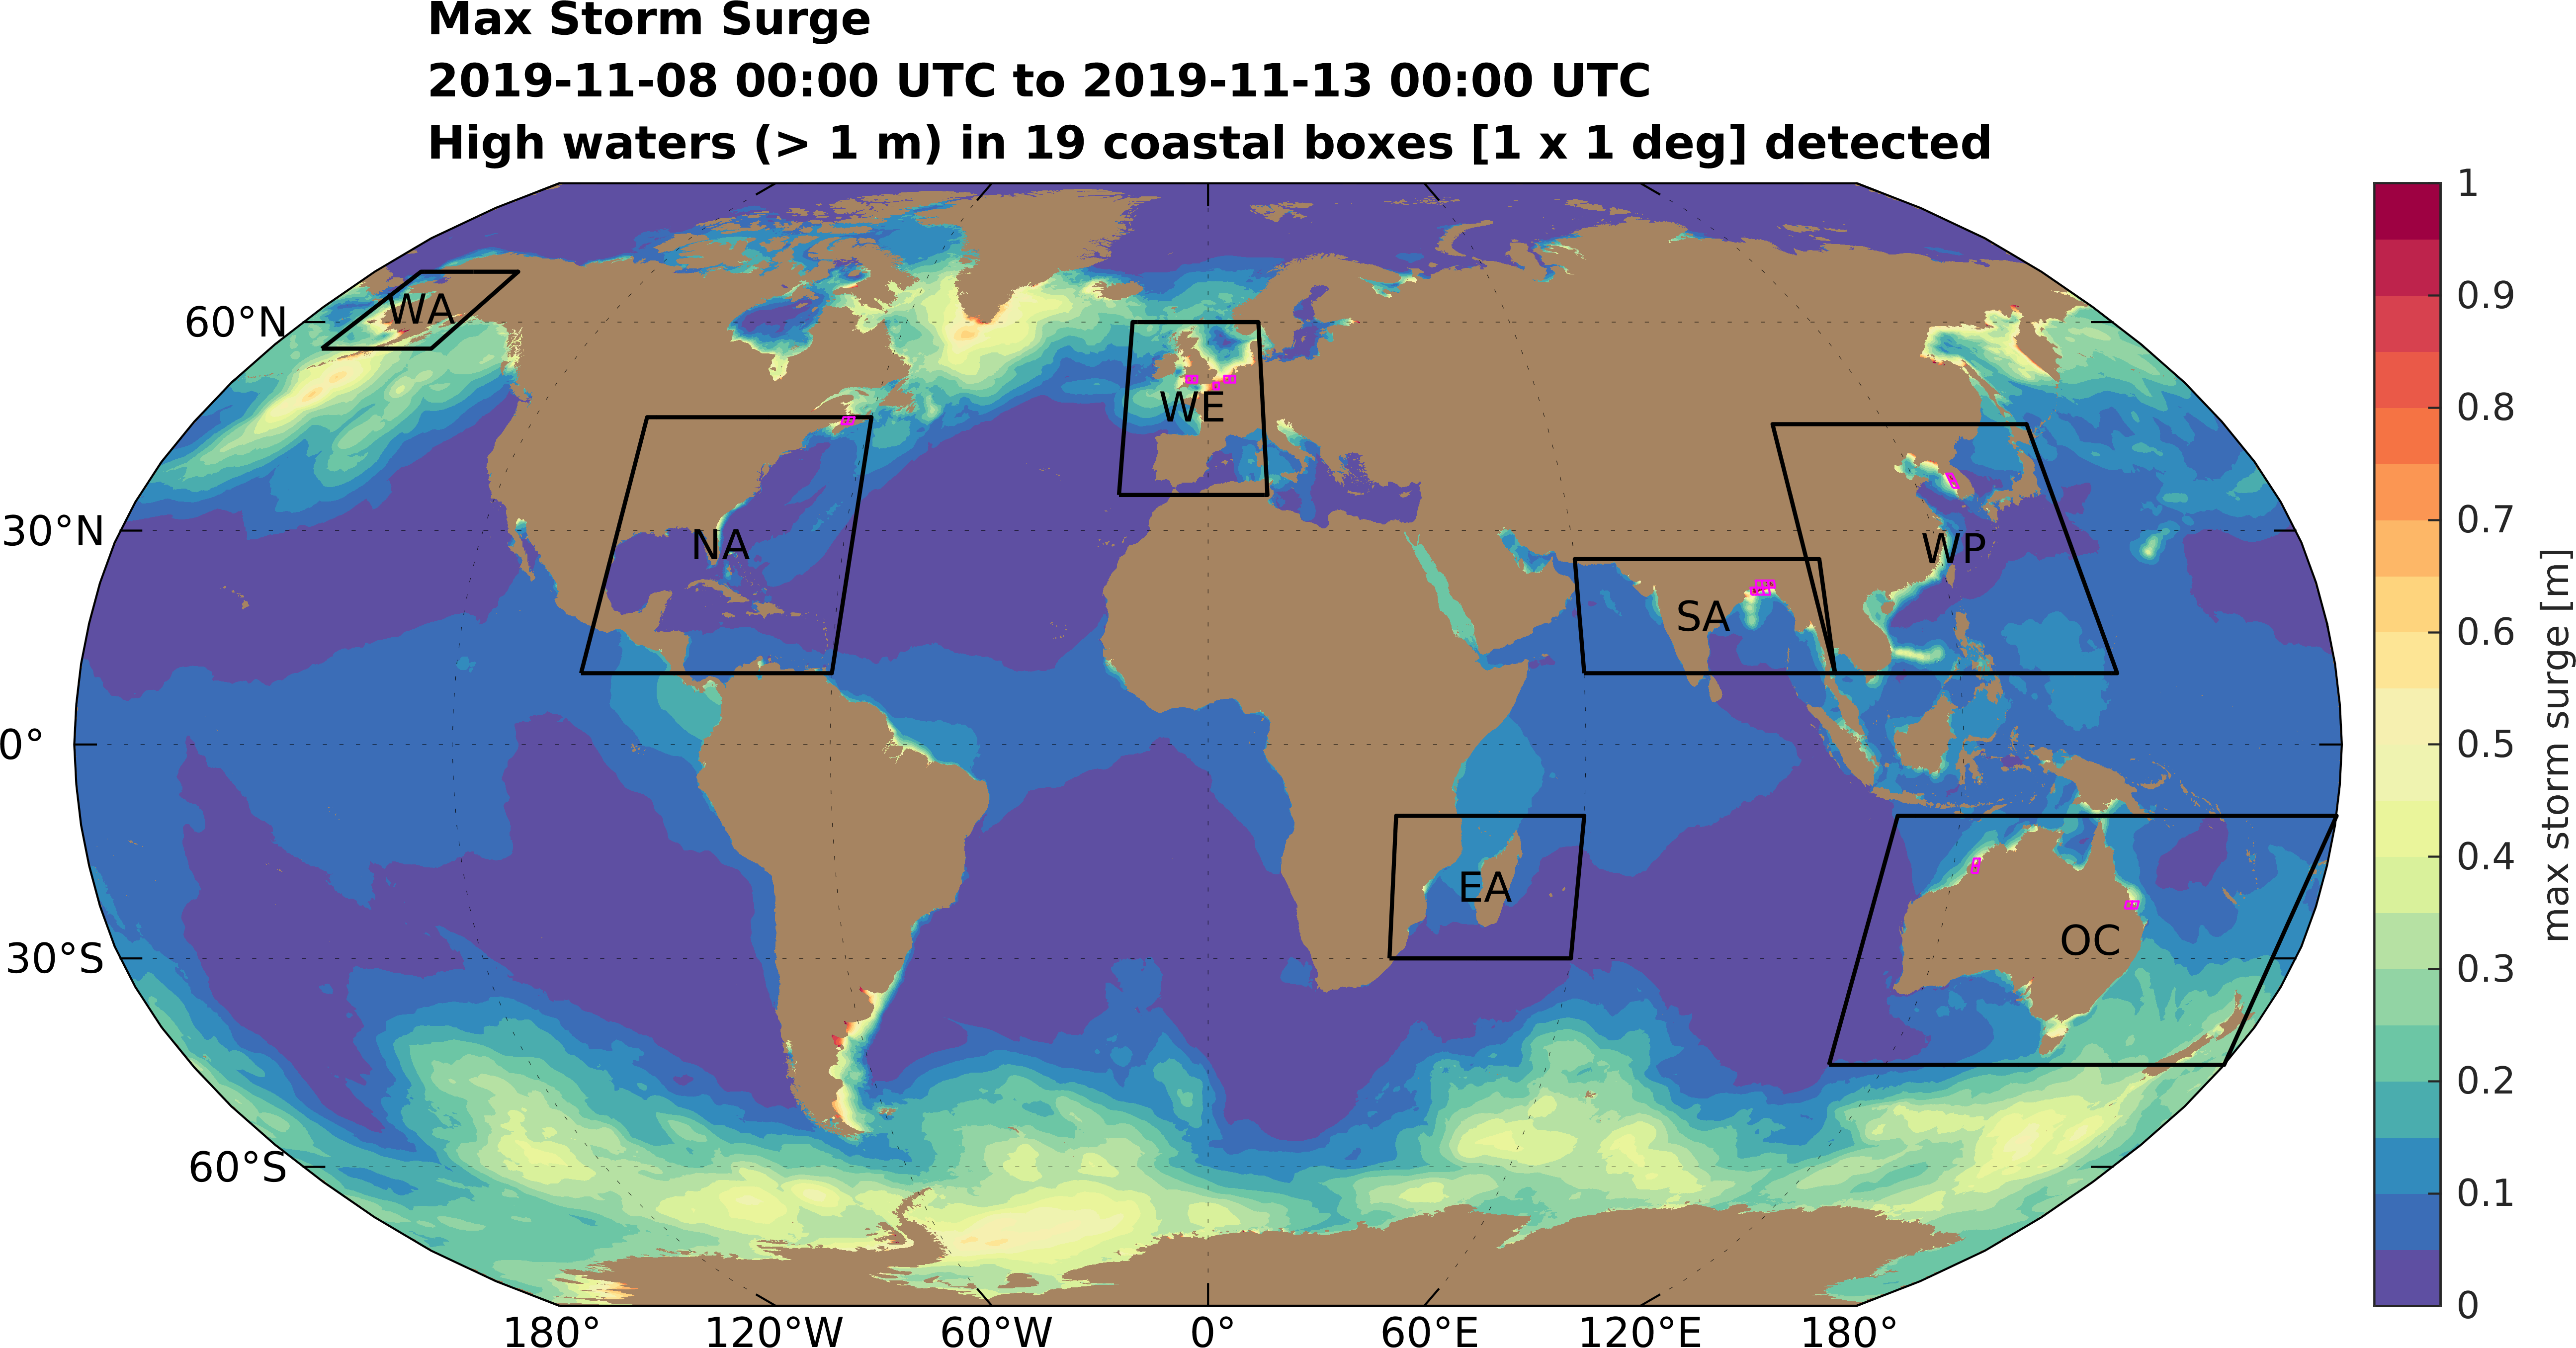 Max Storm Surge
2019-11-08 00:00 UTC to 2019-11-13 00:00 UTC
High waters (> 1 m) in 19 coastal boxes [1 x 1 deg] detected
60°N
30°N
0°
30°S
60°S
WA
NA
WE
SA
WP
EA
OC
180°
120°W
60°W
0°
60°E
120°E
180°
1
0.9
0.8
0.7
0.6
0.5
0.4
0.3
0.2
0.1
0
max storm surge [m]